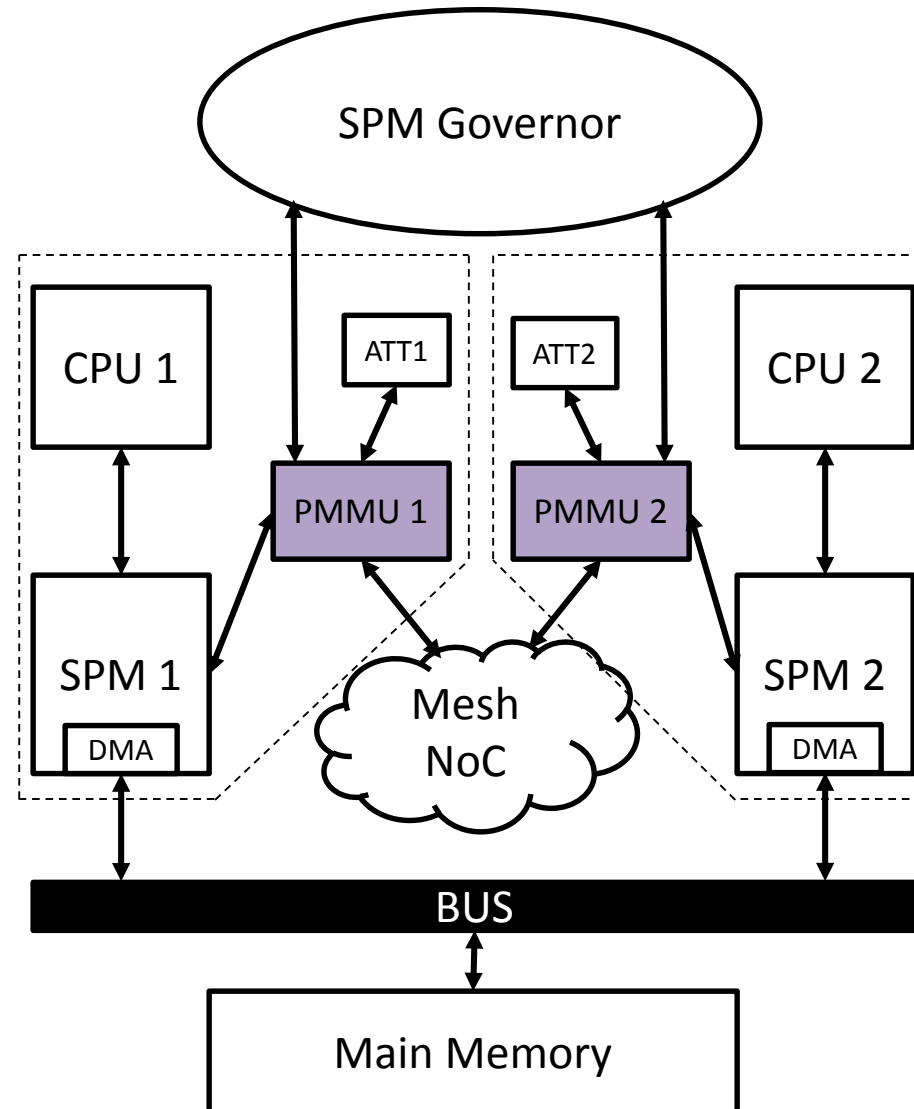 SPM Governor
CPU 1
ATT1
ATT2
CPU 2
PMMU 1
PMMU 2
SPM 1
DMA
Mesh
NoC
SPM 2
DMA
BUS
Main Memory